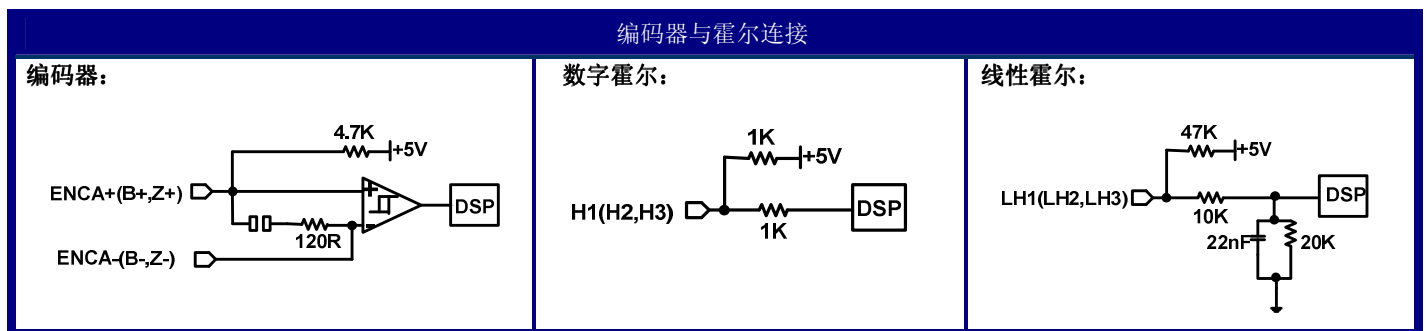 编码器与霍尔连接
编码器：
4.7K
+5V
ENCA+(B+,Z+)
+
-
DSP
120R
ENCA-(B-,Z-)
数字霍尔：
1K
+5V
H1(H2,H3)
1K
DSP
线性霍尔：
47K
+5V
LH1(LH2,LH3)
10K
DSP
22nF
20K